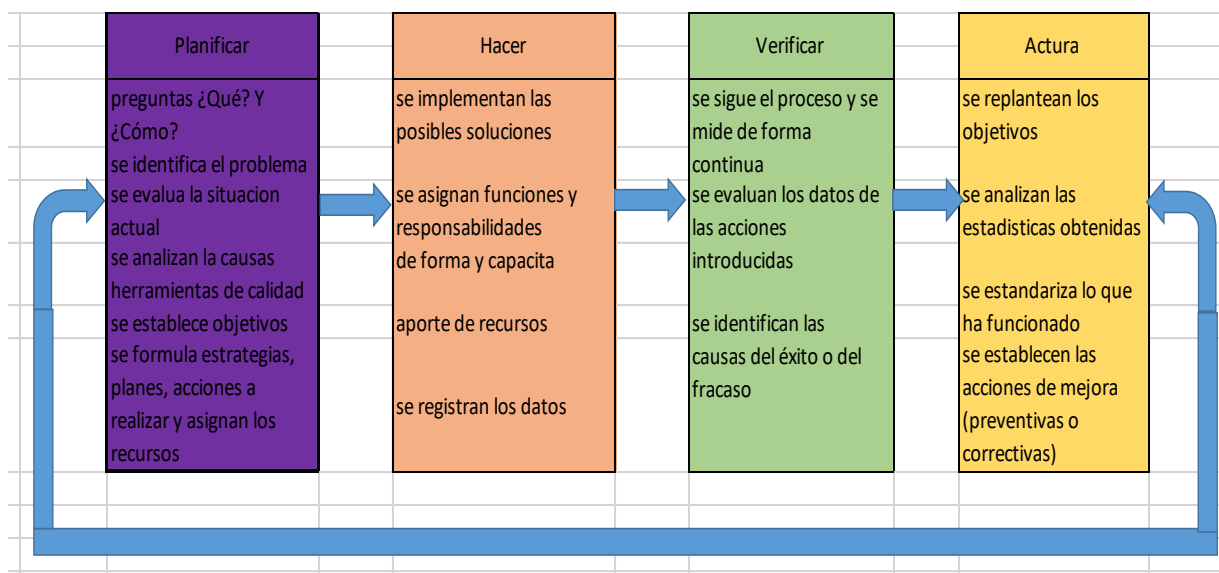 Planificar
preguntas ¿Qué? Y
¿Cómo?
se identifica el problema
se evalua la situacion
actual
se analizan la causas
herramientas de calidad
se establece objetivos
se formula estrategias,
planes, acciones a
realizar y asignan los
recursos
Hacer
se implementan las
posibles soluciones
se asignan funciones y
responsabilidades
de forma y capacita
aporte de recursos
se registran los datos
Verificar
se sigue el proceso y se
mide de forma
continua
se evaluan los datos de
las acciones
introducidas
se identifican las
causas del éxito o del
fracaso
Actura
se replantean los
objetivos
se analizan las
estadisticas obtenidas
se estandariza lo que
ha funcionado
se establecen las
acciones de mejora
(preventivas o
correctivas)